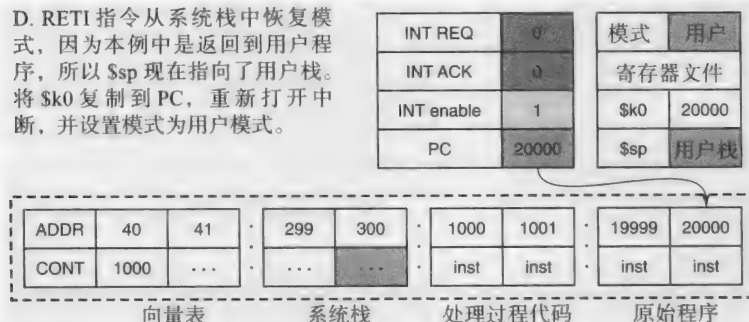 D. RETI 指令从系统栈中恢复模
式，因为本例中是返回到用户程
序，所以 $sp 现在指向了用户栈。
将 $k0 复制到 PC，重新打开中
断，并设置模式为用户模式。
INT REQ 0
INT ACK 0
INT enable 1
PC 20000
模式 用户
寄存器文件
$k0 20000
$sp 用户栈
ADDR 40 41 · 299 300 · 1000 1001 · 19999 20000
CONT 1000 ... · ... ... · inst inst · inst inst
向量表 系统栈 处理过程代码 原始程序